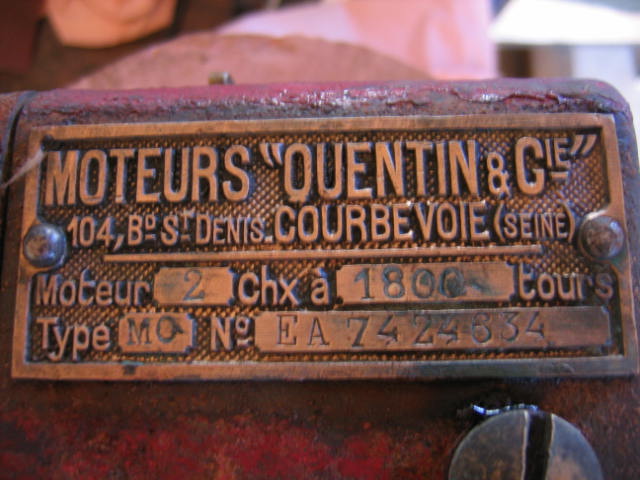 MOTEURS "QUENTIN & CIE"
104, BD ST DENIS. COURBEVOIE (SEINE)
Moteur 2 Chx à 1800 tours
Type MO No EA 7424634